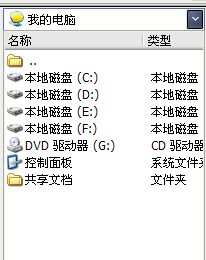 我的电脑
名称 类型
..
本地磁盘 (C:) 本地磁盘
本地磁盘 (D:) 本地磁盘
本地磁盘 (E:) 本地磁盘
本地磁盘 (F:) 本地磁盘
DVD 驱动器 (G:) CD 驱动器
控制面板 系统文件夹
共享文档 文件夹